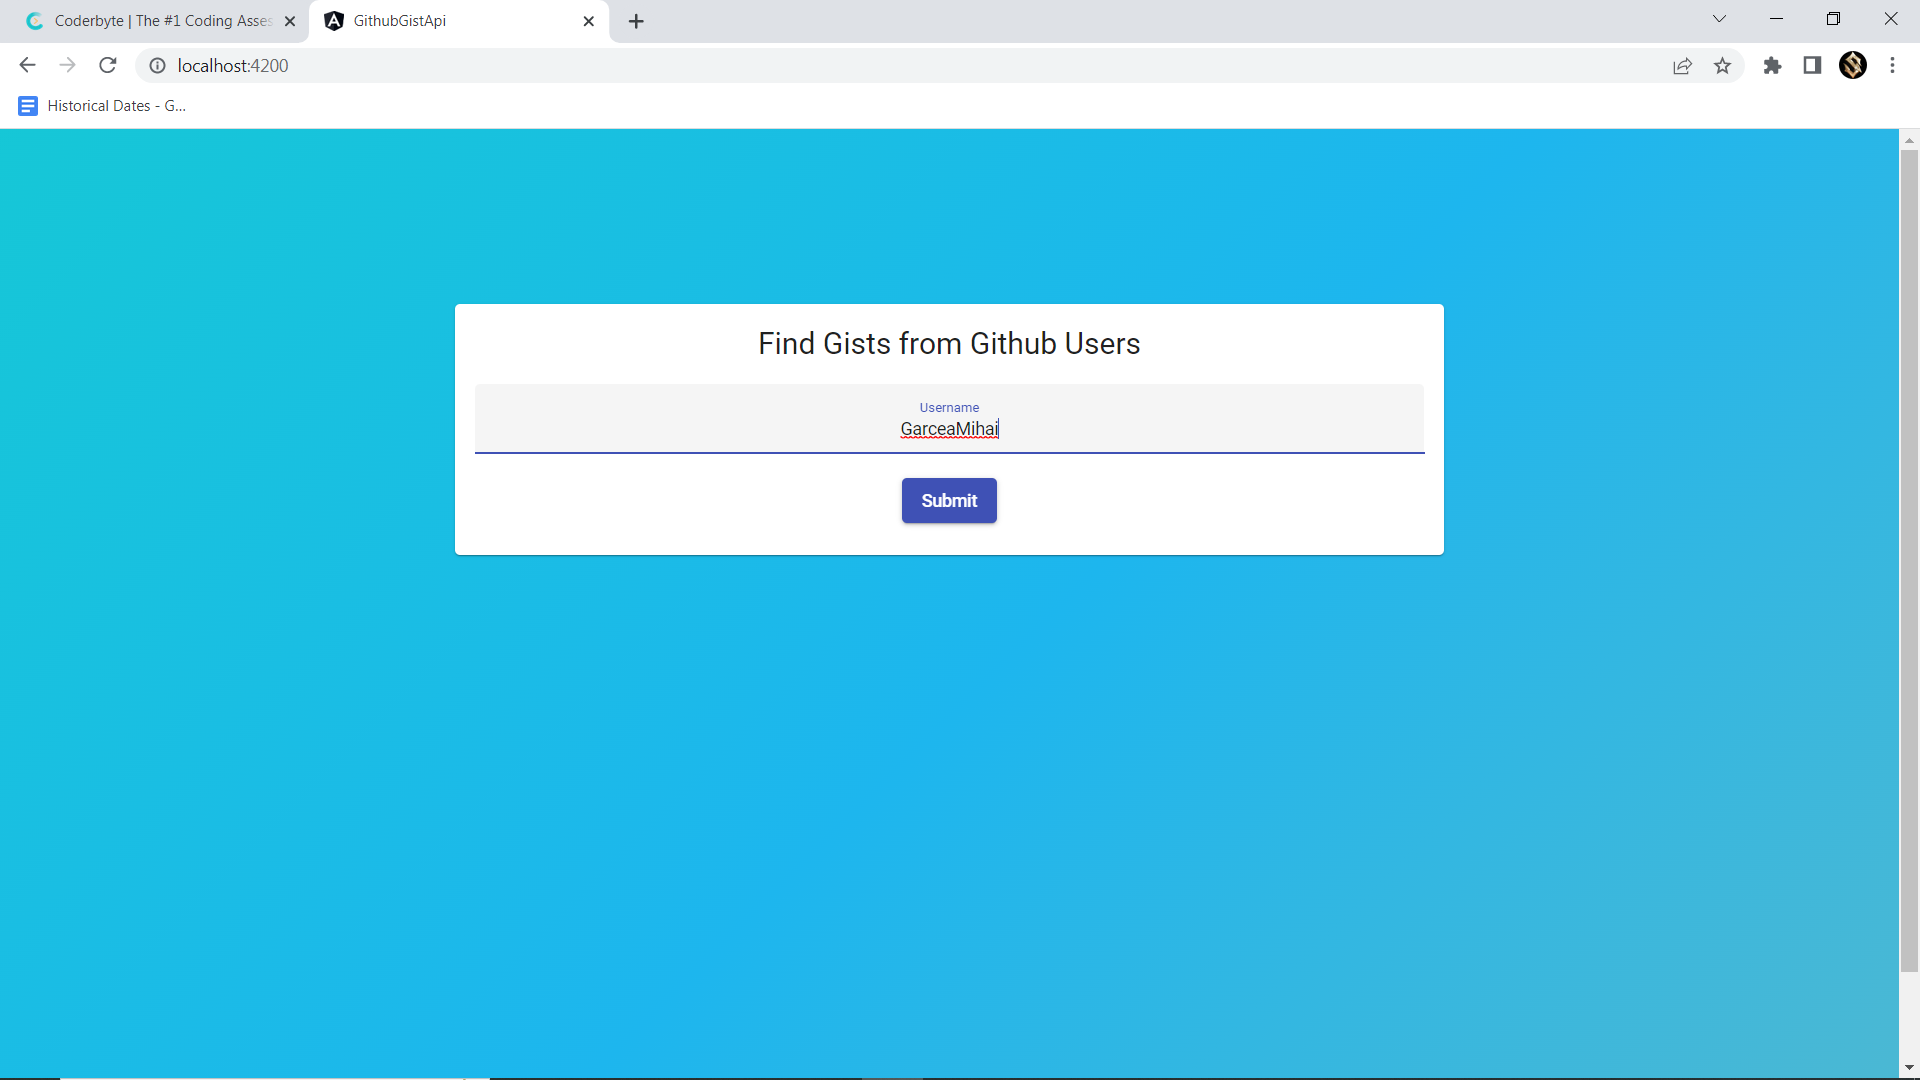 Coderbyte | The #1 Coding Asses
GithubGistApi
localhost:4200
Historical Dates - G...
Find Gists from Github Users
Username
GarceaMihai
Submit